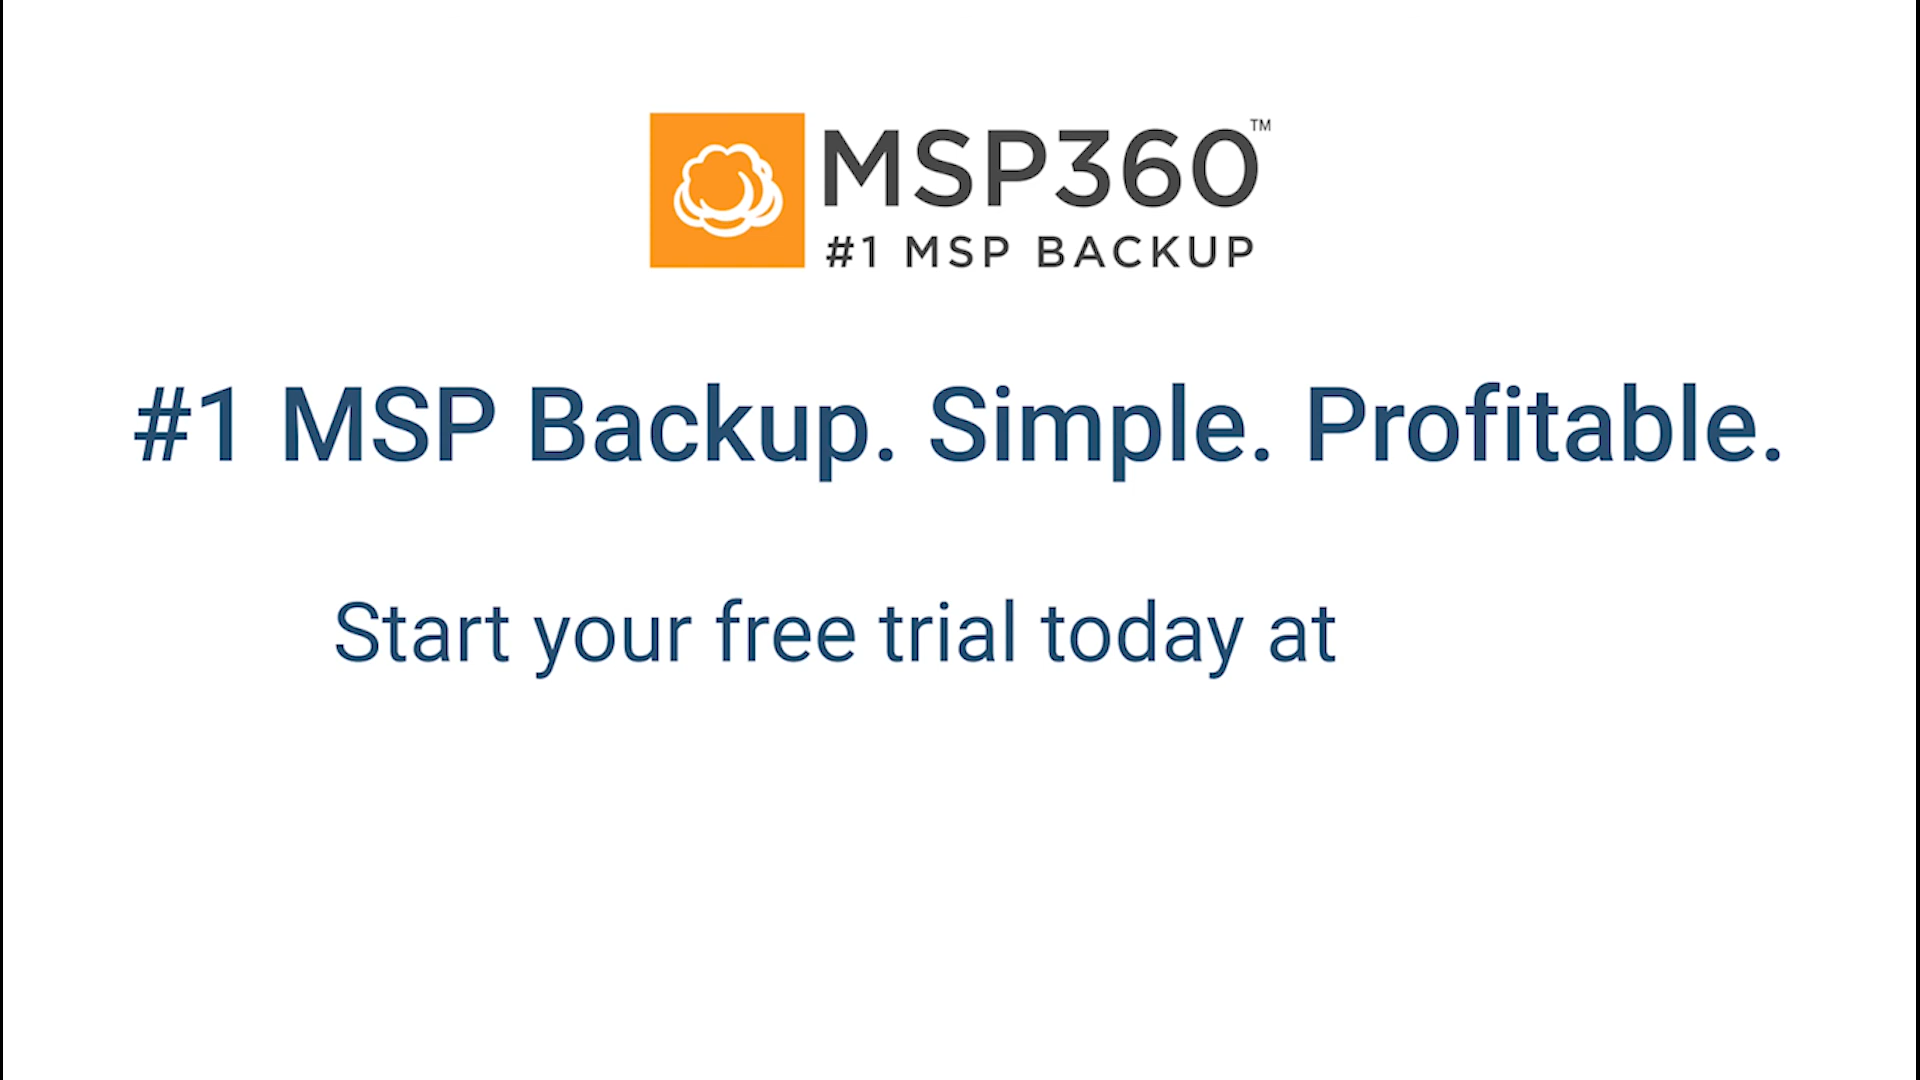 MSP360™
#1 MSP BACKUP
#1 MSP Backup. Simple. Profitable.
Start your free trial today at